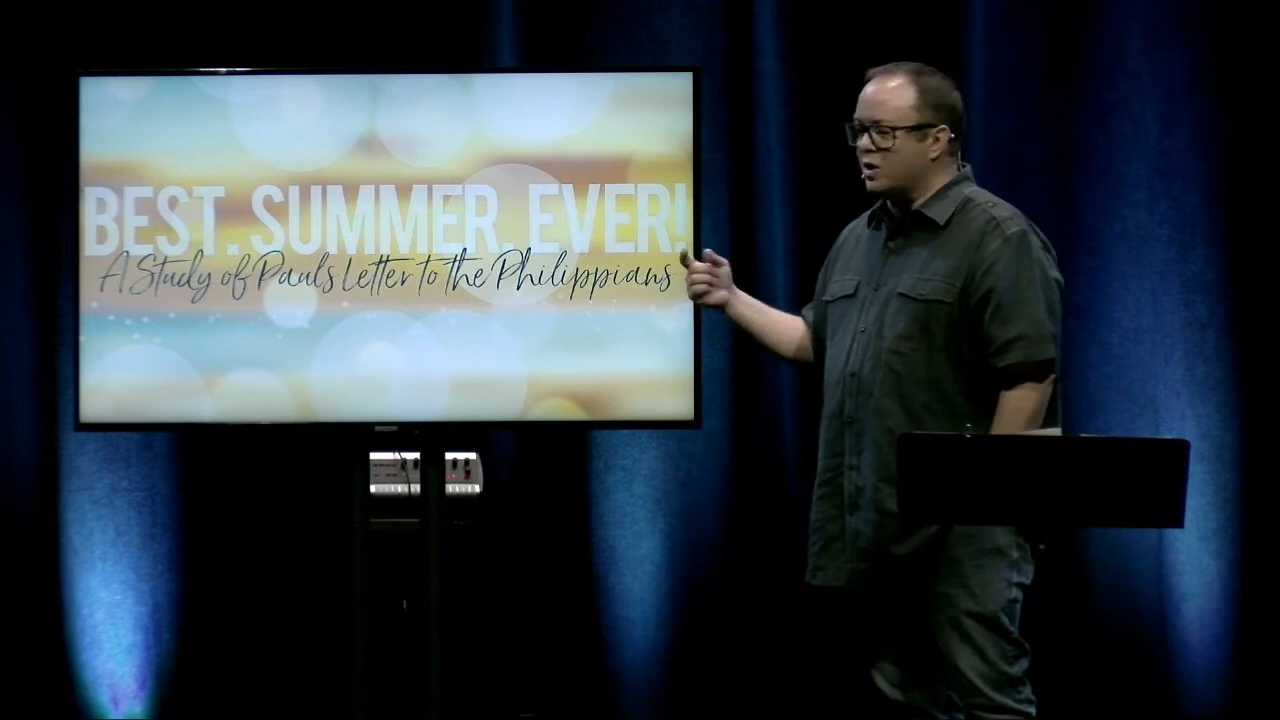 BEST. SUMMER. EVER!
A Study of Pauls Letter to the Philippians